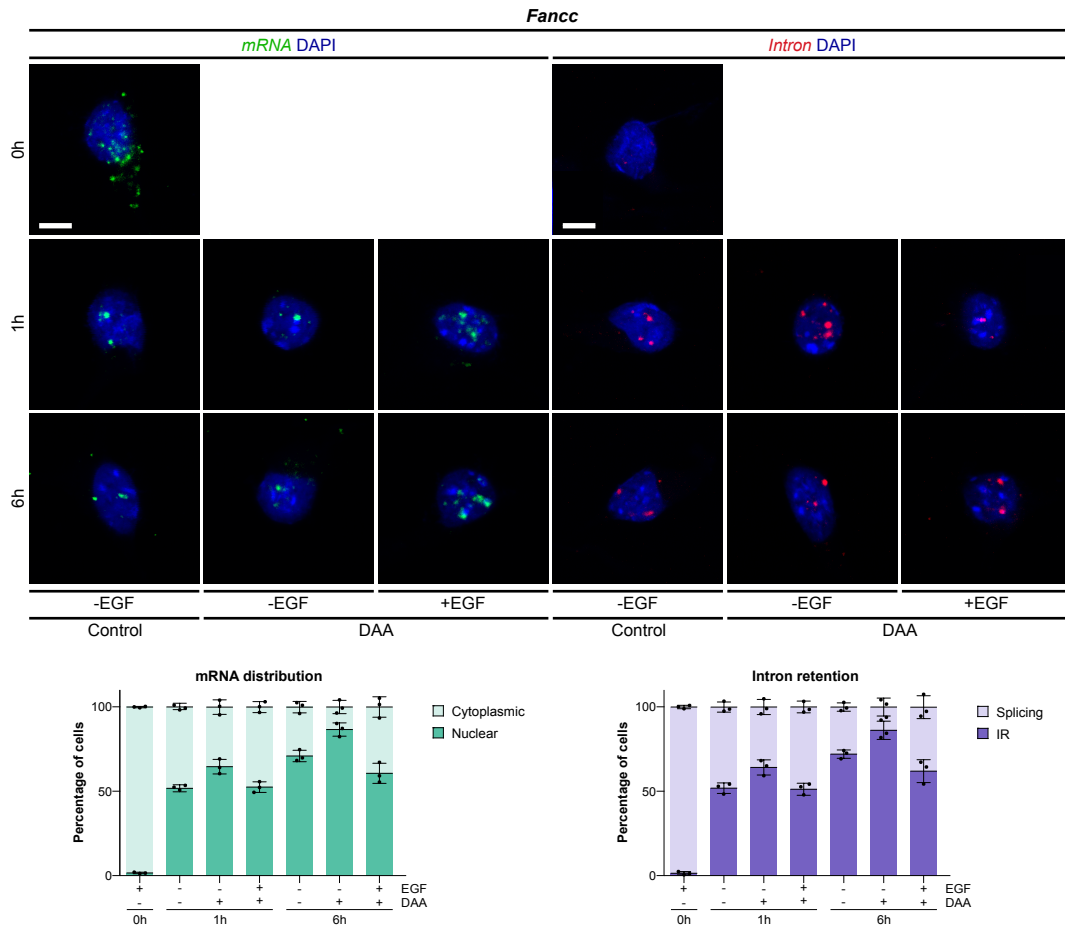 Fancc
mRNA DAPI
Intron DAPI
0h
1h
6h
-EGF -EGF +EGF -EGF -EGF +EGF
Control DAA Control DAA
mRNA distribution
Percentage of cells
100
50
0
Cytoplasmic
Nuclear
+ - - + - - + EGF
- - + + - + + DAA
0h 1h 6h
Intron retention
Percentage of cells
100
50
0
Splicing
IR
+ - - + - - + EGF
- - + + - + + DAA
0h 1h 6h